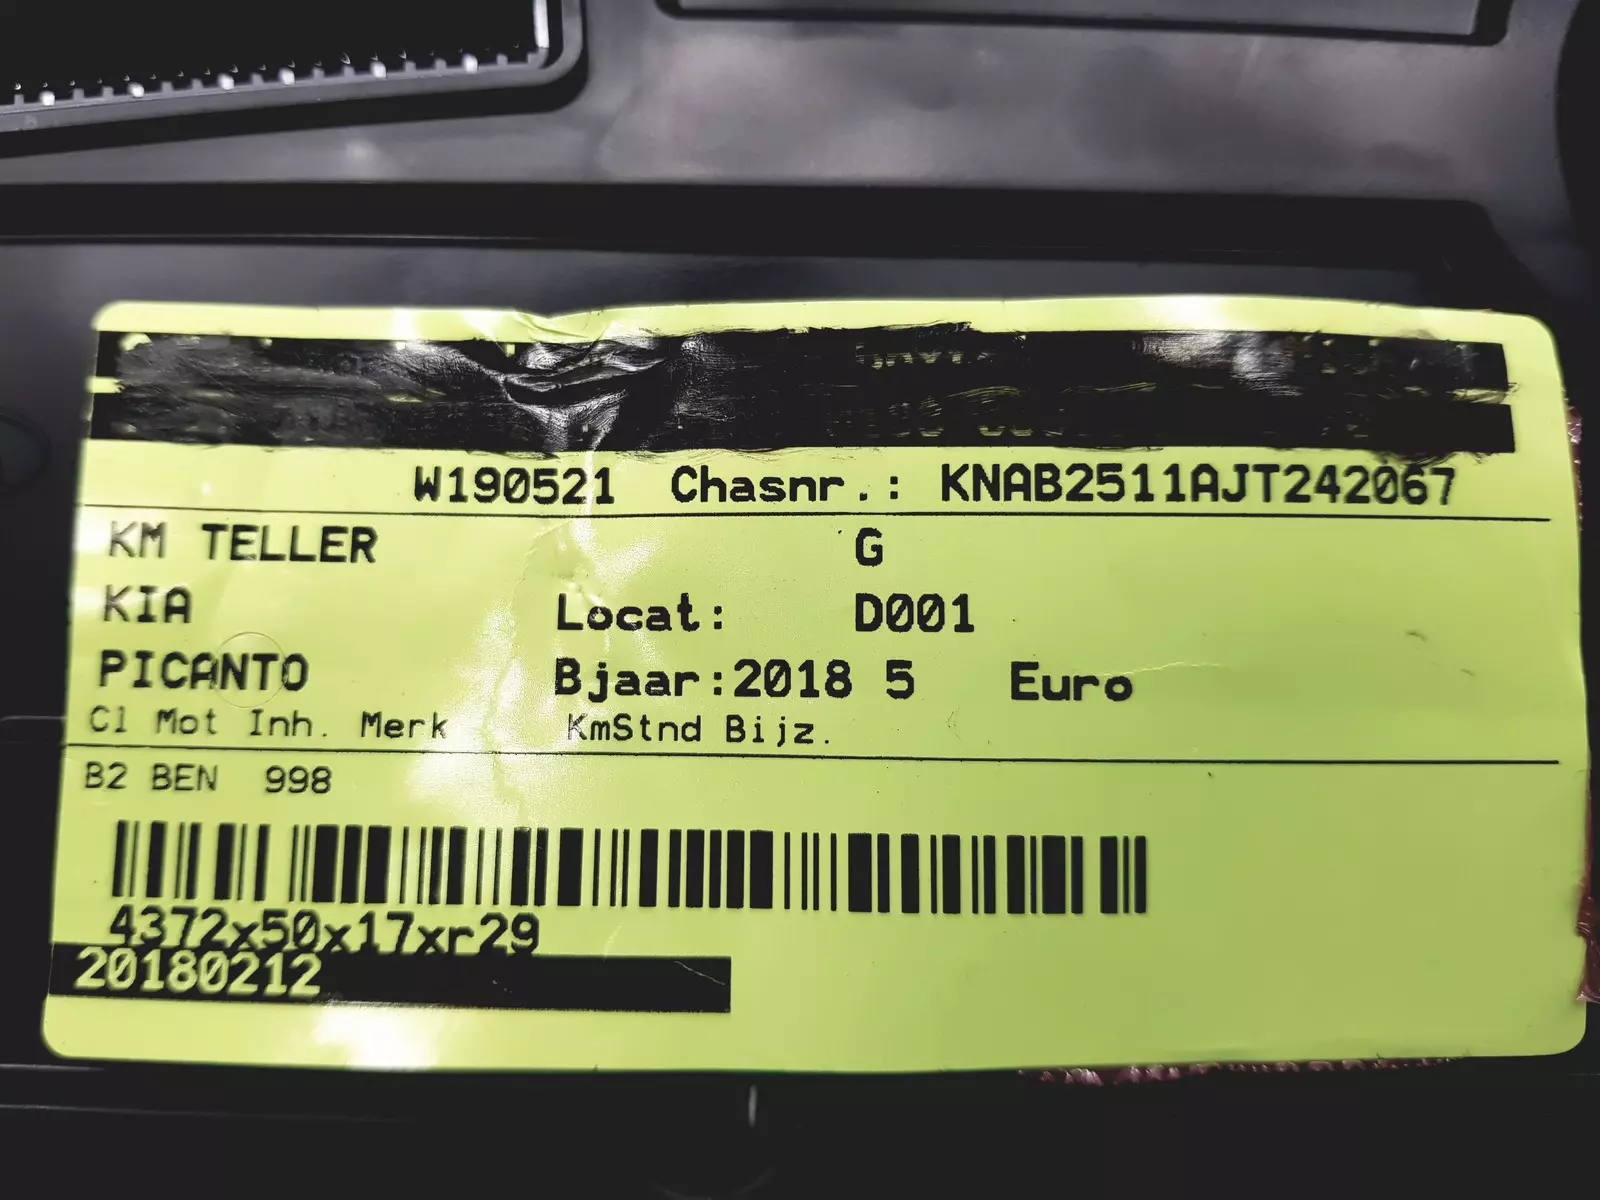 W190521 Chasnr.: KNAB2511AJT242067
KM TELLER G
KIA Locat: D001
PICANTO Bjaar:2018 5 Euro
Cl Mot Inh. Merk KmStnd Bijz.
B2 BEN 998
4372x50x17xr29
20180212